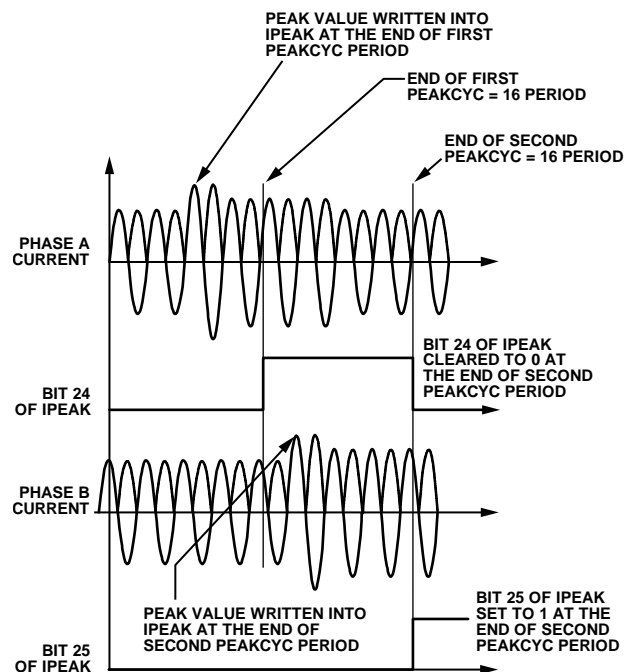 PEAK VALUE WRITTEN INTO
IPEAK AT THE END OF FIRST
PEAKCYC PERIOD
END OF FIRST
PEAKCYC = 16 PERIOD
END OF SECOND
PEAKCYC = 16 PERIOD
PHASE A
CURRENT
BIT 24 OF IPEAK
CLEARED TO 0 AT
THE END OF SECOND
PEAKCYC PERIOD
BIT 24
OF IPEAK
PHASE B
CURRENT
PEAK VALUE WRITTEN INTO
IPEAK AT THE END OF
SECOND PEAKCYC PERIOD
BIT 25 OF IPEAK
SET TO 1 AT THE
END OF SECOND
PEAKCYC PERIOD
BIT 25
OF IPEAK